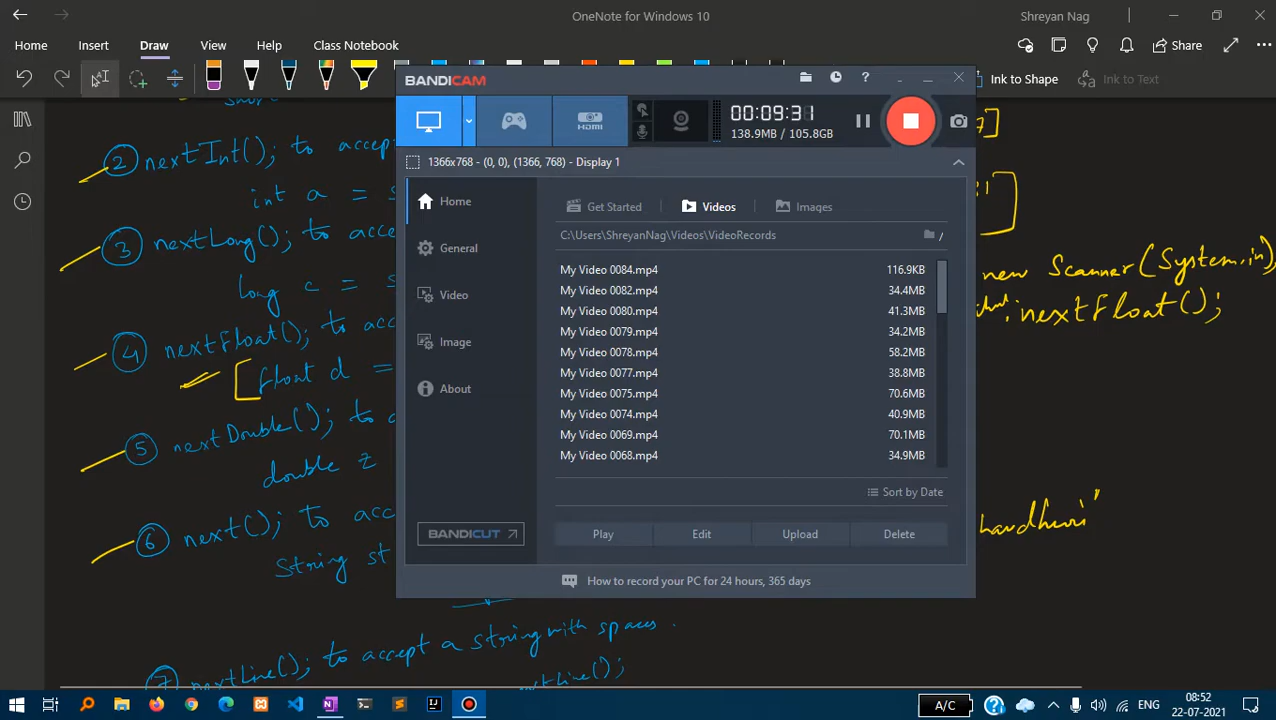 OneNote for Windows 10
Shreyan Nag
Home Insert Draw View Help Class Notebook
Share
Ink to Shape
Ink to Text
BANDICAM
00:09:31
138.9MB / 105.8GB
HDMI
1366x768 - (0, 0), (1366, 768) - Display 1
Home
General
Video
Image
About
BANDICUT
Get Started Videos Images
C:\Users\ShreyanNag\Videos\VideoRecords
My Video 0084.mp4 116.9KB
My Video 0082.mp4 34.4MB
My Video 0080.mp4 41.3MB
My Video 0079.mp4 34.2MB
My Video 0078.mp4 58.2MB
My Video 0077.mp4 38.8MB
My Video 0075.mp4 70.6MB
My Video 0074.mp4 40.9MB
My Video 0069.mp4 70.1MB
My Video 0068.mp4 34.9MB
Sort by Date
Play Edit Upload Delete
How to record your PC for 24 hours, 365 days
② nextInt(); to accep
int a =
③ nextLong(); to acc
long c = s
④ nextFloat(); to acc
[float d =
⑤ nextDouble(); to a
double z
⑥ next(); to acc
String st
⑦ nextLine(); to accept a string with spaces.
nextLine();
new Scanner(System.in)
nextFloat();
A/C
ENG
08:52
22-07-2021